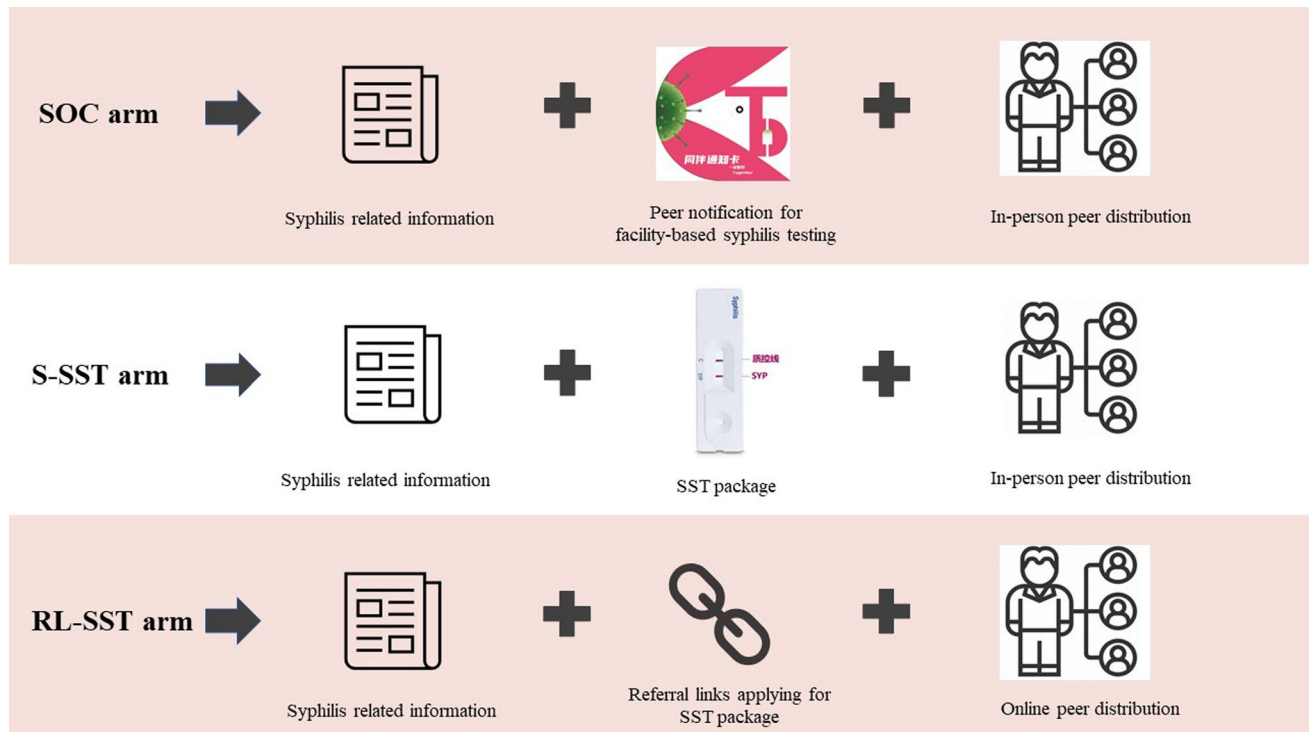 SOC arm
Syphilis related information
同伴通知卡
Together
Peer notification for
facility-based syphilis testing
In-person peer distribution
S-SST arm
Syphilis related information
Syphilis
C
质控线
SYP
SST package
In-person peer distribution
RL-SST arm
Syphilis related information
Referral links applying for
SST package
Online peer distribution